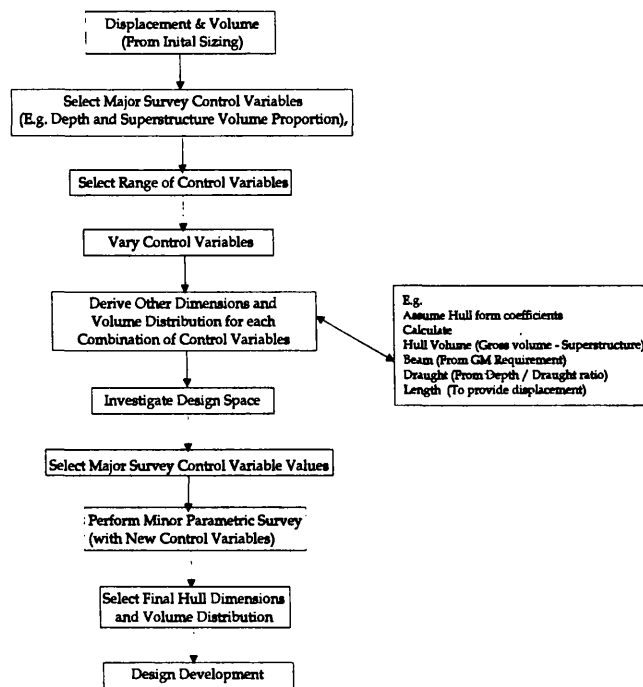 Displacement & Volume
(From Inital Sizing)
Select Major Survey Control Variables
(E.g. Depth and Superstructure Volume Proportion),
Select Range of Control Variables
Vary Control Variables
Derive Other Dimensions and
Volume Distribution for each
Combination of Control Variables
E.g.
Assume Hull form coefficients
Calculate
Hull Volume (Gross volume - Superstructure)
Beam (From GM Requirement)
Draught (From Depth / Draught ratio)
Length (To provide displacement)
Investigate Design Space
Select Major Survey Control Variable Values
Perform Minor Parametric Survey
(with New Control Variables)
Select Final Hull Dimensions
and Volume Distribution
Design Development